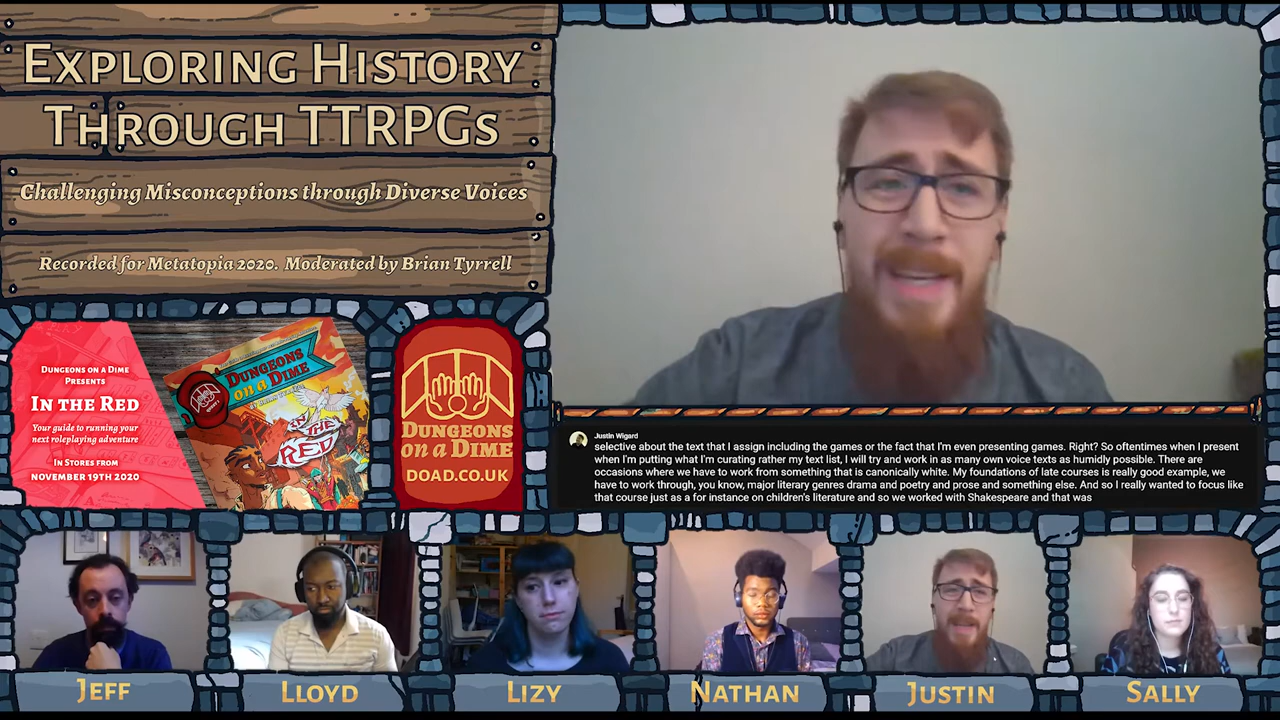 Exploring History
Through TTRPGs
Challenging Misconceptions through Diverse Voices
Recorded for Metatopia 2020. Moderated by Brian Tyrrell
Dungeons on a Dime
Presents
In the Red
Your guide to running your
next roleplaying adventure
In Stores from
November 19th 2020
Dungeons
on a Dime
In the
Red
Dungeons
on a Dime
doad.co.uk
Justin Wigard
selective about the text that I assign including the games or the fact that I'm even presenting games. Right? So oftentimes when I present
when I'm putting what I'm curating rather my text list, I will try and work in as many own voice texts as humidly possible. There are
occasions where we have to work from something that is canonically white. My foundations of late courses is really good example, we
have to work through, you know, major literary genres drama and poetry and prose and something else. And so I really wanted to focus like
that course just as a for instance on children's literature and so we worked with Shakespeare and that was
Jeff
Lloyd
Lizy
Nathan
Justin
Sally